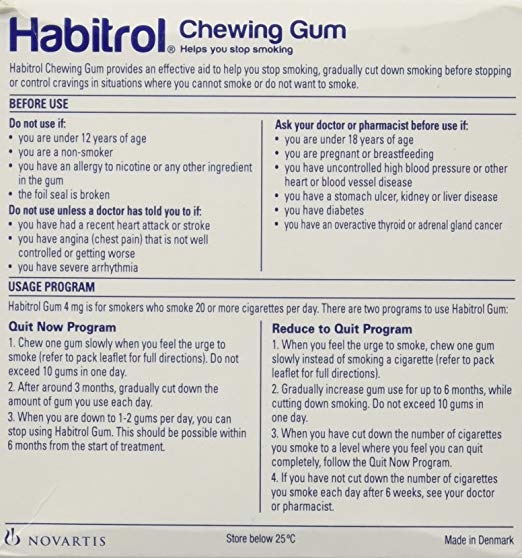 Habitrol® Chewing Gum
Helps you stop smoking
Habitrol Chewing Gum provides an effective aid to help you stop smoking, gradually cut down smoking before stopping
or control cravings in situations where you cannot smoke or do not want to smoke.
BEFORE USE
Do not use if:
• you are under 12 years of age
• you are a non-smoker
• you have an allergy to nicotine or any other ingredient
in the gum
• the foil seal is broken
Do not use unless a doctor has told you to if:
• you have had a recent heart attack or stroke
• you have angina (chest pain) that is not well
controlled or getting worse
• you have severe arrhythmia
Ask your doctor or pharmacist before use if:
• you are under 18 years of age
• you are pregnant or breastfeeding
• you have uncontrolled high blood pressure or other
heart or blood vessel disease
• you have a stomach ulcer, kidney or liver disease
• you have diabetes
• you have an overactive thyroid or adrenal gland cancer
USAGE PROGRAM
Habitrol Gum 4 mg is for smokers who smoke 20 or more cigarettes per day. There are two programs to use Habitrol Gum:
Quit Now Program
1. Chew one gum slowly when you feel the urge to
smoke (refer to pack leaflet for full directions). Do not
exceed 10 gums in one day.
2. After around 3 months, gradually cut down the
amount of gum you use each day.
3. When you are down to 1-2 gums per day, you can
stop using Habitrol Gum. This should be possible within
6 months from the start of treatment.
Reduce to Quit Program
1. When you feel the urge to smoke, chew one gum
slowly instead of smoking a cigarette (refer to pack
leaflet for full directions).
2. Gradually increase gum use for up to 6 months, while
cutting down smoking. Do not exceed 10 gums in
one day.
3. When you have cut down the number of cigarettes
you smoke to a level where you feel you can quit
completely, follow the Quit Now Program.
4. If you have not cut down the number of cigarettes
you smoke each day after 6 weeks, see your doctor
or pharmacist.
NOVARTIS
Store below 25°C
Made in Denmark